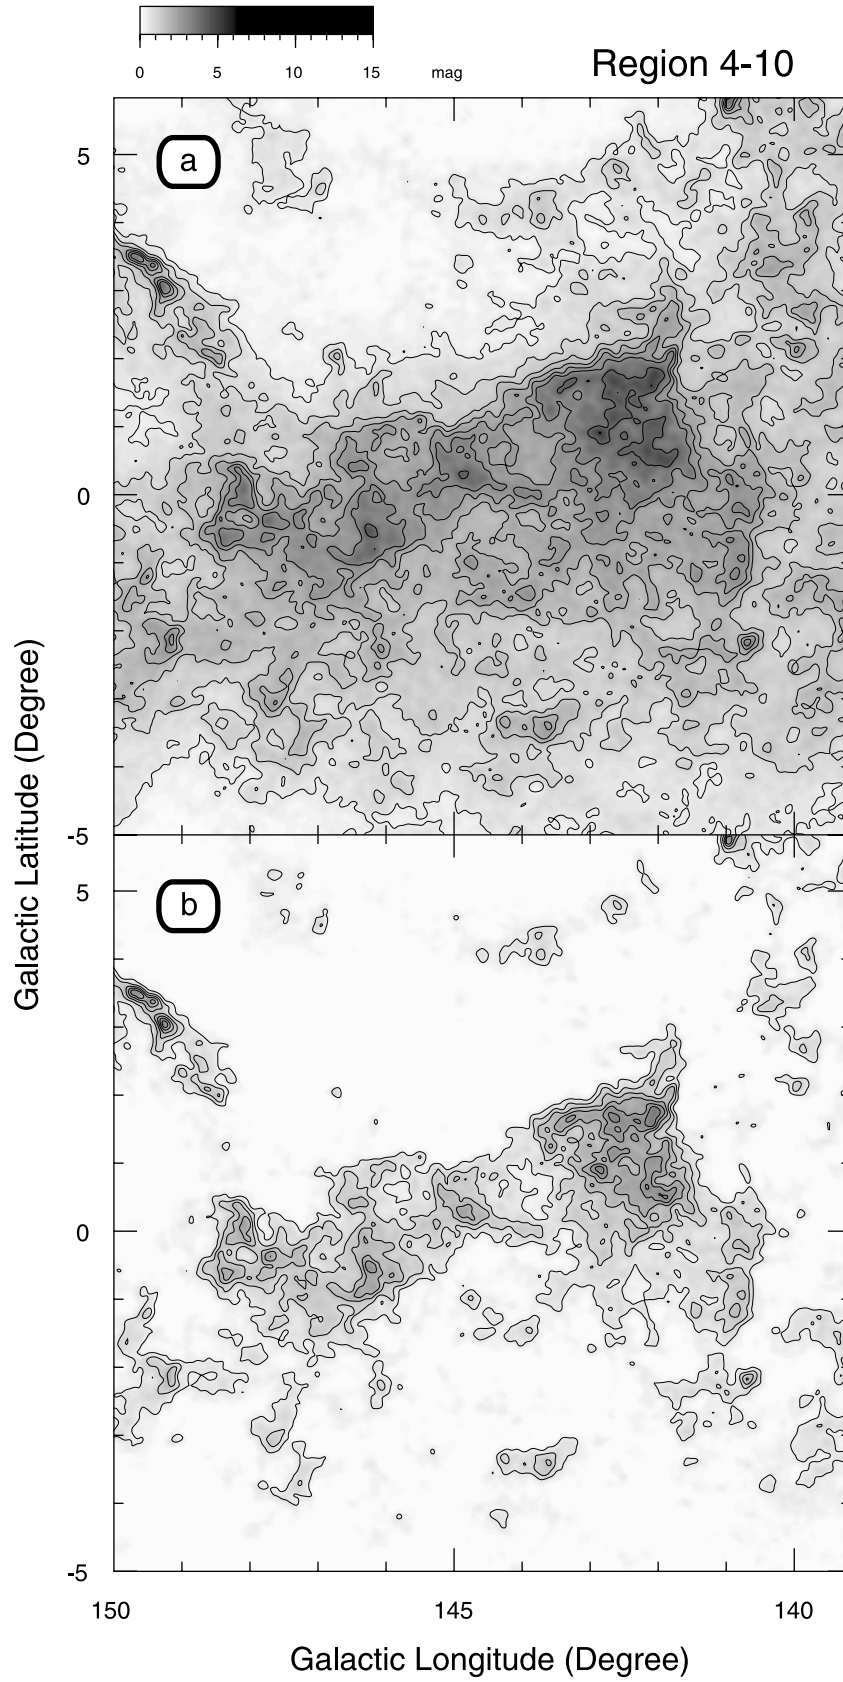 0 5 10 15 mag
Region 4-10
a
5
0
-5
b
5
0
-5
150 145 140
Galactic Latitude (Degree)
Galactic Longitude (Degree)